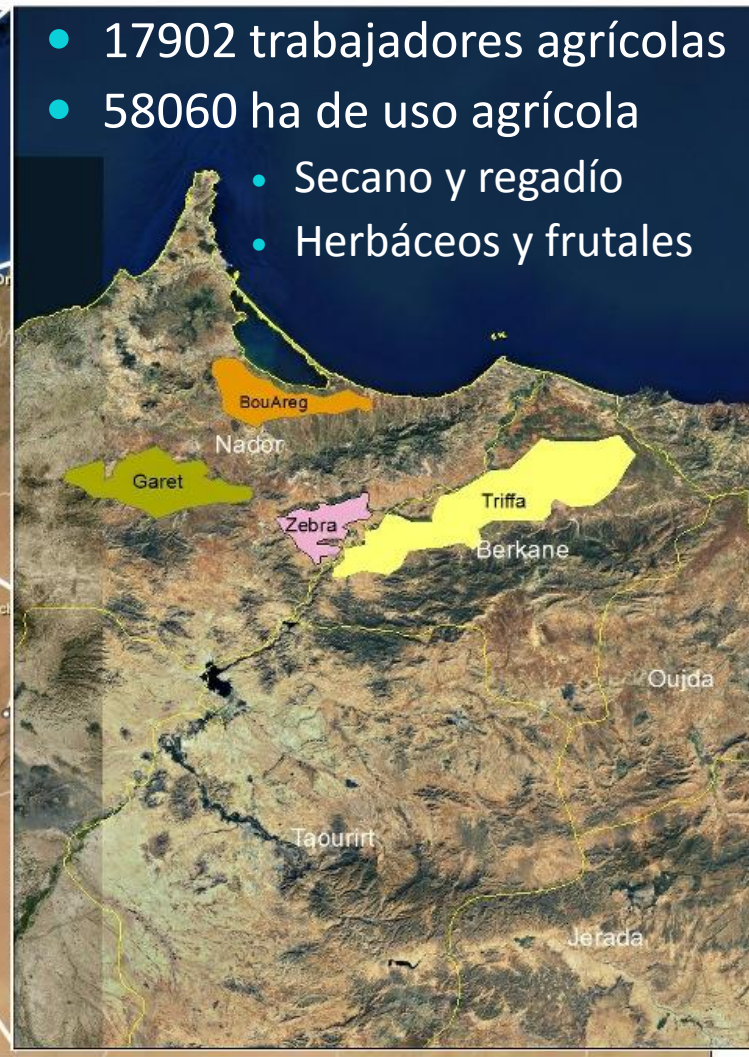 • 17902 trabajadores agrícolas
• 58060 ha de uso agrícola
• Secano y regadío
• Herbáceos y frutales
BouAreg
Nador
Garet
Zebra
Triffa
Berkane
Oujda
Taourirt
Jerada